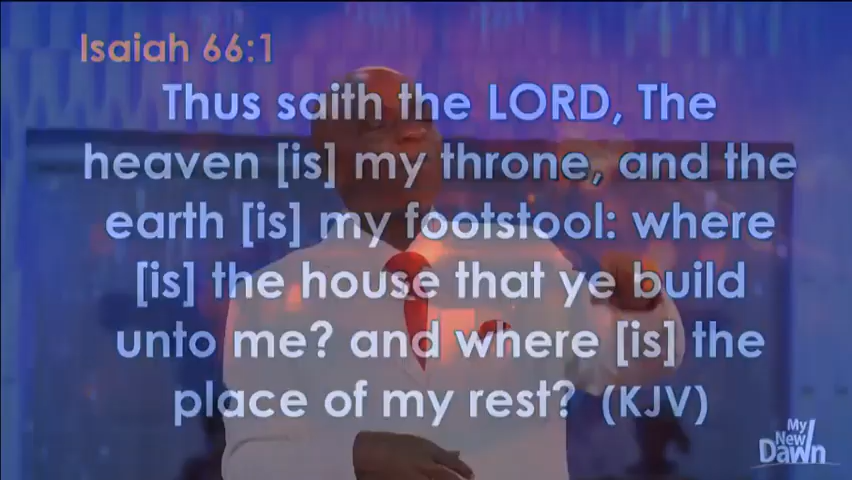 Isaiah 66:1
Thus saith the LORD, The
heaven [is] my throne, and the
earth [is] my footstool: where
[is] the house that ye build
unto me? and where [is] the
place of my rest? (KJV)
My
New
Dawn